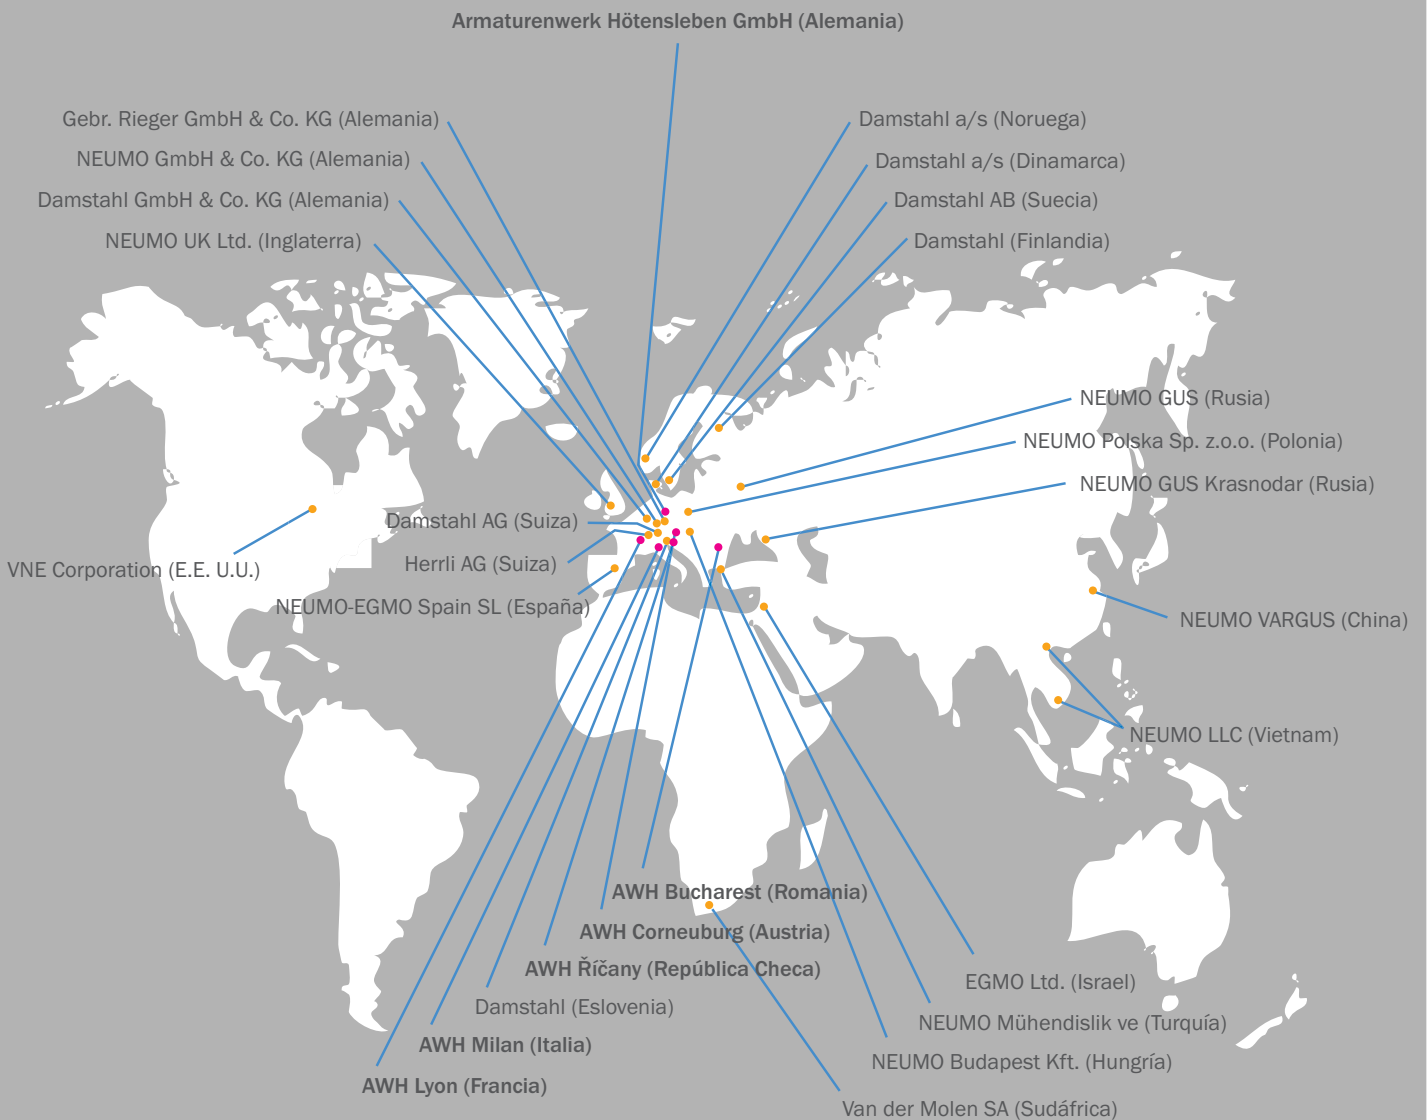 Armaturenwerk Hötensleben GmbH (Alemania)
Gebr. Rieger GmbH & Co. KG (Alemania)
NEUMO GmbH & Co. KG (Alemania)
Damstahl GmbH & Co. KG (Alemania)
NEUMO UK Ltd. (Inglaterra)
Damstahl a/s (Noruega)
Damstahl a/s (Dinamarca)
Damstahl AB (Suecia)
Damstahl (Finlandia)
NEUMO GUS (Rusia)
NEUMO Polska Sp. z.o.o. (Polonia)
NEUMO GUS Krasnodar (Rusia)
Damstahl AG (Suiza)
Herrli AG (Suiza)
VNE Corporation (E.E. U.U.)
NEUMO-EGMO Spain SL (España)
NEUMO VARGUS (China)
NEUMO LLC (Vietnam)
AWH Bucharest (Romania)
AWH Corneuburg (Austria)
AWH Říčany (República Checa)
Damstahl (Eslovenia)
AWH Milan (Italia)
AWH Lyon (Francia)
EGMO Ltd. (Israel)
NEUMO Mühendislik ve (Turquía)
NEUMO Budapest Kft. (Hungría)
Van der Molen SA (Sudáfrica)